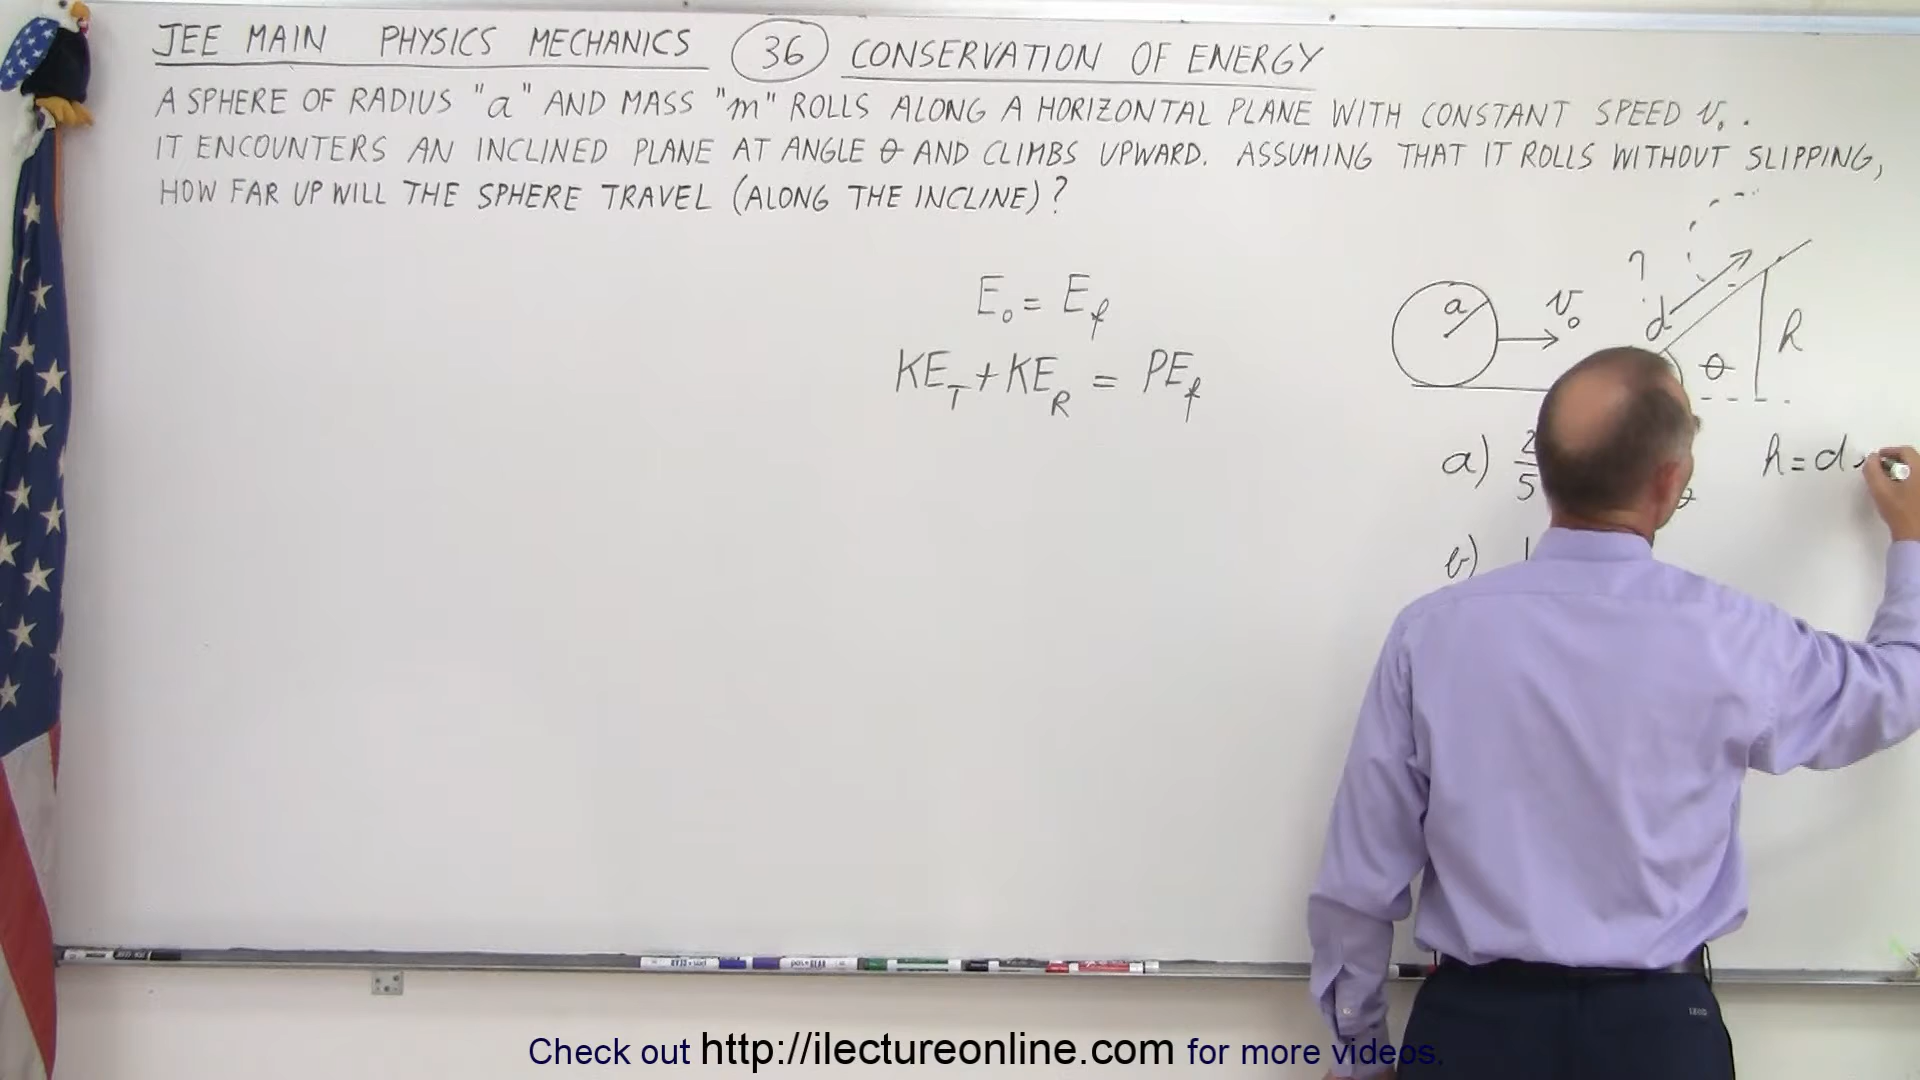 JEE MAIN PHYSICS MECHANICS 36 CONSERVATION OF ENERGY
A SPHERE OF RADIUS "a" AND MASS "m" ROLLS ALONG A HORIZONTAL PLANE WITH CONSTANT SPEED v₀.
IT ENCOUNTERS AN INCLINED PLANE AT ANGLE θ AND CLIMBS UPWARD. ASSUMING THAT IT ROLLS WITHOUT SLIPPING,
HOW FAR UP WILL THE SPHERE TRAVEL (ALONG THE INCLINE)?
E₀ = E_f
KE_T + KE_R = PE_f
a v₀ ? d θ h
a) 2/5 h = d
b) 1
Check out http://ilectureonline.com for more videos.